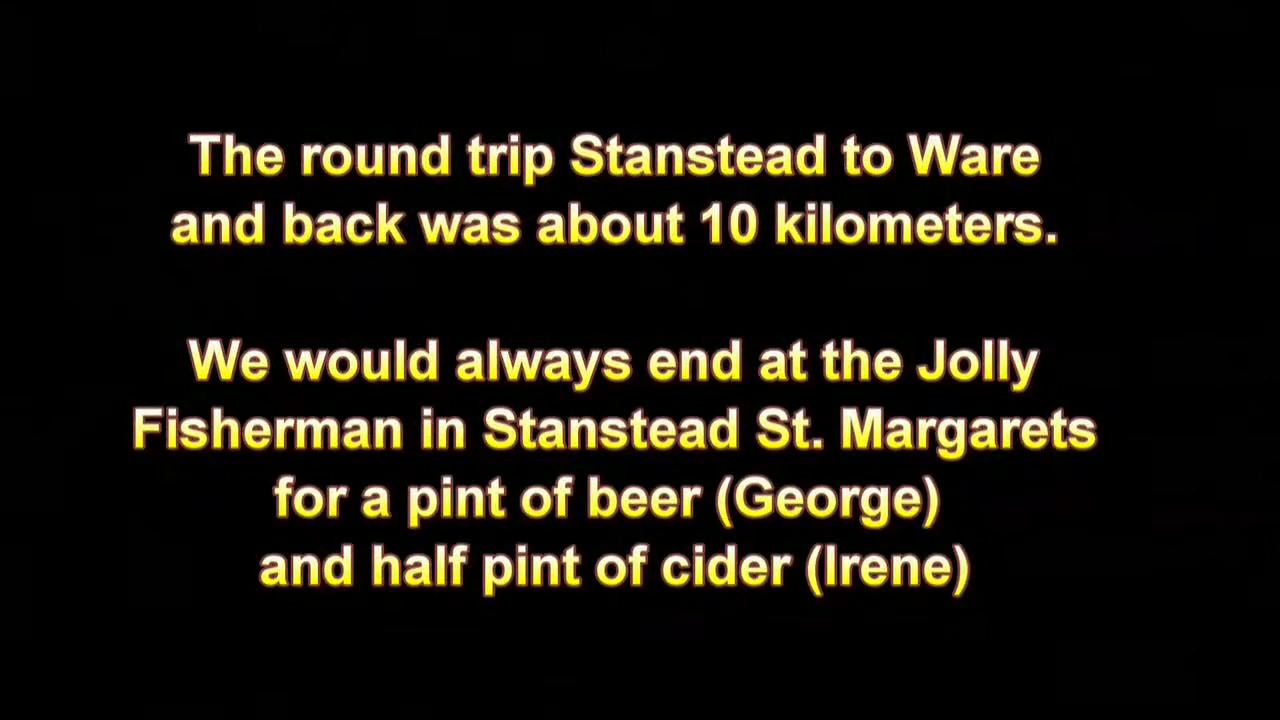 The round trip Stanstead to Ware
and back was about 10 kilometers.
We would always end at the Jolly
Fisherman in Stanstead St. Margarets
for a pint of beer (George)
and half pint of cider (Irene)